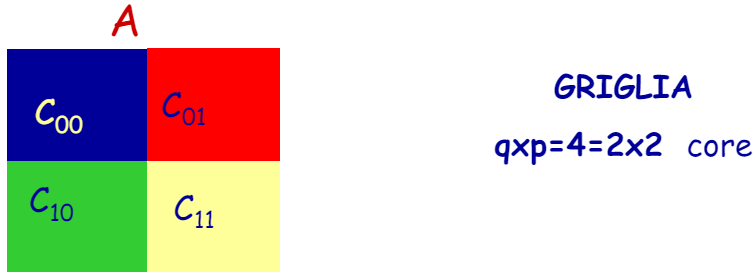 A
C₀₀ C₀₁
GRIGLIA
qxp=4=2x2 core
C₁₀ C₁₁